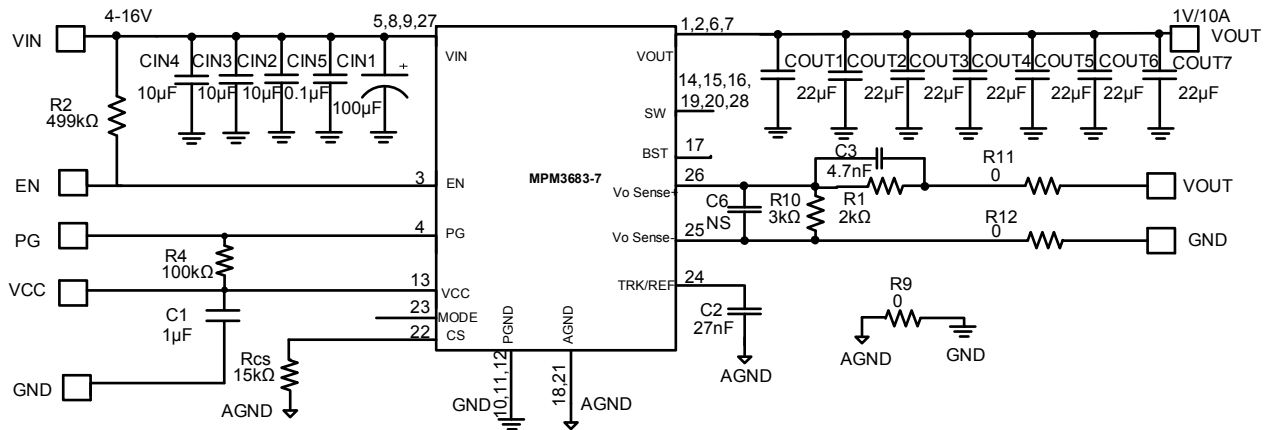 4-16V
VIN
5,8,9,27
1,2,6,7
1V/10A
VOUT
VIN
VOUT
CIN4
10µF
CIN3
10µF
CIN2
10µF
CIN5
0.1µF
CIN1
100µF
+
COUT1
22µF
COUT2
22µF
COUT3
22µF
COUT4
22µF
COUT5
22µF
COUT6
22µF
COUT7
22µF
R2
499kΩ
14,15,16,
19,20,28
SW
17
BST
EN
3
EN
MPM3683-7
26
Vo Sense+
C6
NS
R10
3kΩ
C3
4.7nF
R1
2kΩ
R11
0
VOUT
PG
4
PG
25
Vo Sense-
R12
0
GND
R4
100kΩ
VCC
13
VCC
24
TRK/REF
C2
27nF
AGND
R9
0
AGND
GND
C1
1µF
23
MODE
22
CS
GND
Rcs
15kΩ
AGND
PGND
10,11,12
GND
AGND
18,21
AGND